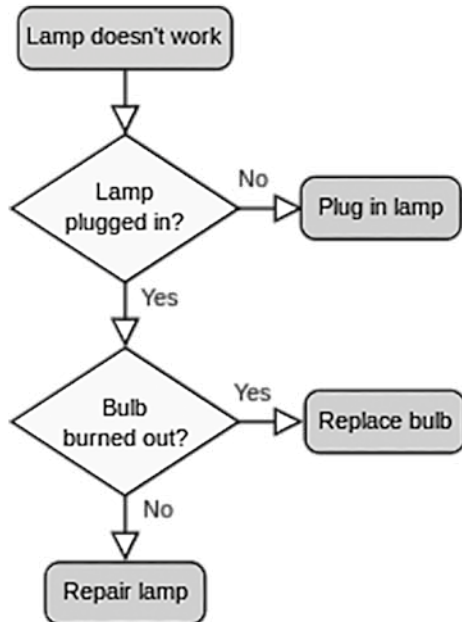 Lamp doesn't work
Lamp
plugged in?
No
Plug in lamp
Yes
Bulb
burned out?
Yes
Replace bulb
No
Repair lamp